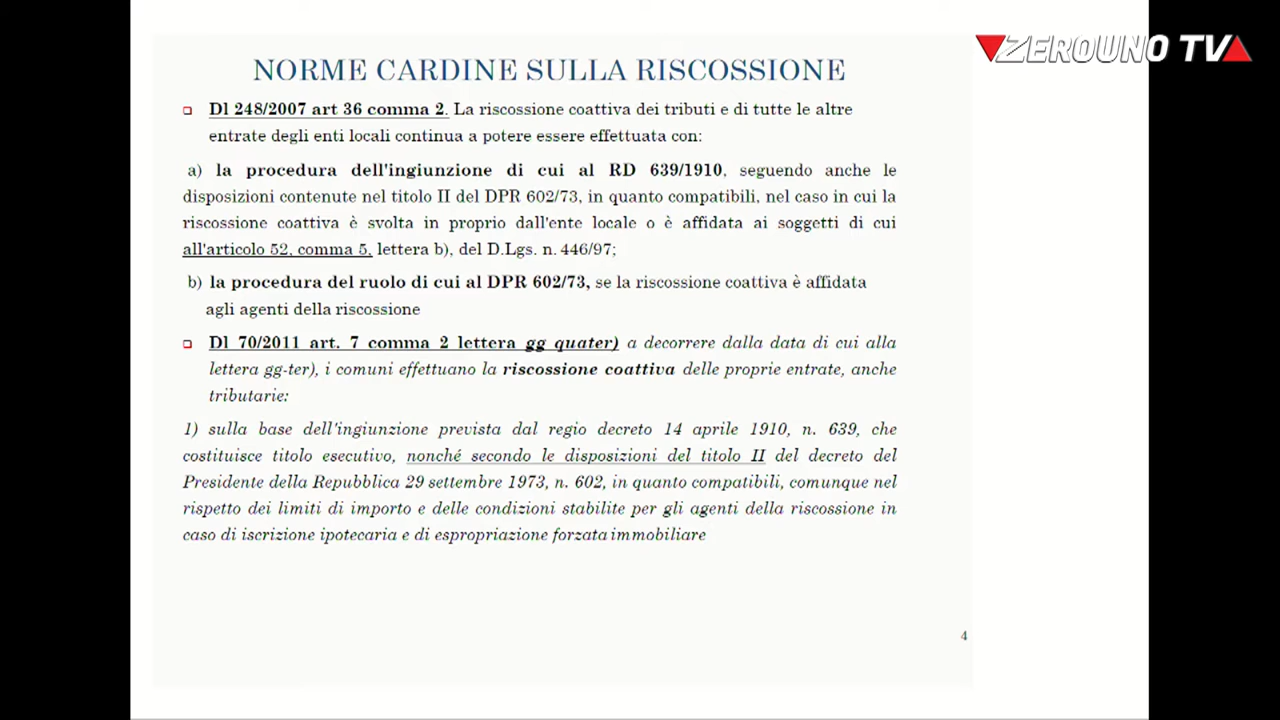 ZEROUNO TV
NORME CARDINE SULLA RISCOSSIONE
Dl 248/2007 art 36 comma 2. La riscossione coattiva dei tributi e di tutte le altre
entrate degli enti locali continua a potere essere effettuata con:
a) la procedura dell'ingiunzione di cui al RD 639/1910, seguendo anche le
disposizioni contenute nel titolo II del DPR 602/73, in quanto compatibili, nel caso in cui la
riscossione coattiva è svolta in proprio dall'ente locale o è affidata ai soggetti di cui
all'articolo 52, comma 5, lettera b), del D.Lgs. n. 446/97;
b) la procedura del ruolo di cui al DPR 602/73, se la riscossione coattiva è affidata
agli agenti della riscossione
Dl 70/2011 art. 7 comma 2 lettera gg quater) a decorrere dalla data di cui alla
lettera gg-ter), i comuni effettuano la riscossione coattiva delle proprie entrate, anche
tributarie:
1) sulla base dell'ingiunzione prevista dal regio decreto 14 aprile 1910, n. 639, che
costituisce titolo esecutivo, nonché secondo le disposizioni del titolo II del decreto del
Presidente della Repubblica 29 settembre 1973, n. 602, in quanto compatibili, comunque nel
rispetto dei limiti di importo e delle condizioni stabilite per gli agenti della riscossione in
caso di iscrizione ipotecaria e di espropriazione forzata immobiliare
4